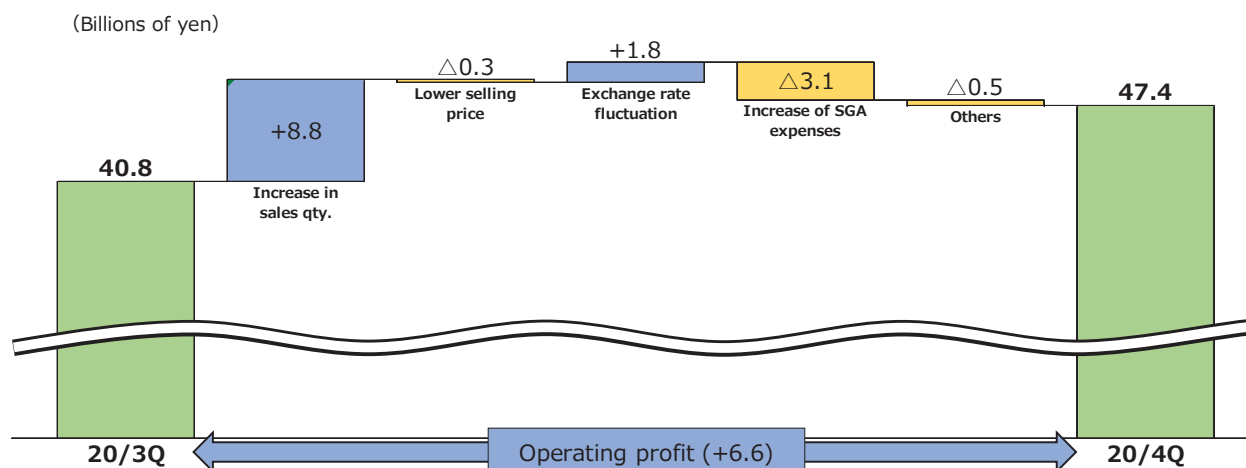 (Billions of yen)
+1.8
△0.3
Lower selling
price
Exchange rate
fluctuation
△3.1
Increase of SGA
expenses
△0.5
Others
47.4
+8.8
40.8
Increase in
sales qty.
20/3Q
Operating profit (+6.6)
20/4Q